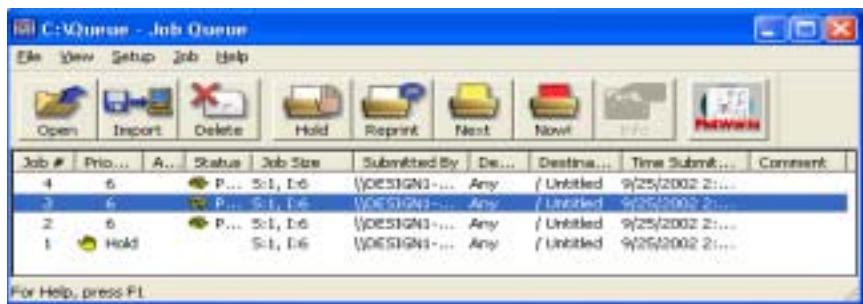 C:\Queue - Job Queue
File View Setup Job Help
Open Import Delete Hold Reprint Next Now! Info PlotWorks
Job # Prio... A... Status Job Size Submitted By De... Destina... Time Submit... Comment
4 6 P... S:1, I:6 \\DESIGN1-... Any / Untitled 9/25/2002 2:...
3 6 P... S:1, I:6 \\DESIGN1-... Any / Untitled 9/25/2002 2:...
2 6 P... S:1, I:6 \\DESIGN1-... Any / Untitled 9/25/2002 2:...
1 Hold S:1, I:6 \\DESIGN1-... Any / Untitled 9/25/2002 2:...
For Help, press F1